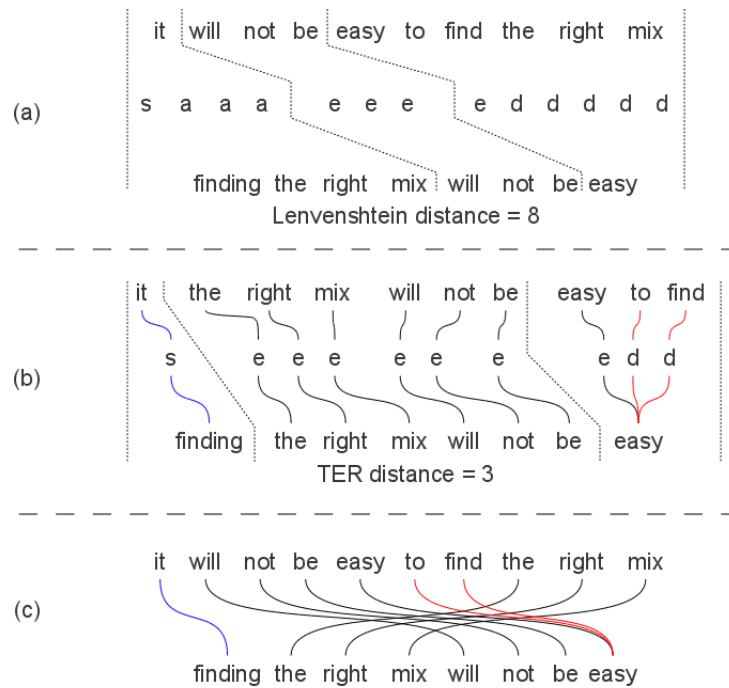 it will not be easy to find the right mix
(a)
s a a a e e e e d d d d d
finding the right mix will not be easy
Lenvenshtein distance = 8
it the right mix will not be easy to find
(b)
s e e e e e e e d d
finding the right mix will not be easy
TER distance = 3
it will not be easy to find the right mix
(c)
finding the right mix will not be easy